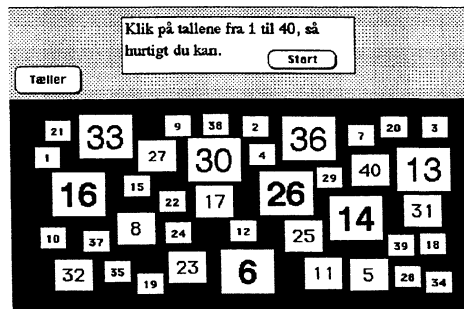 Klik på tallene fra 1 til 40, så
hurtigt du kan.
Start
Tæller
21 33 9 38 2 36 7 20 3
1 27 30 4 40 13
16 15 22 17 26 29 14 31
10 37 8 24 12 25 39 18
32 35 19 23 6 11 5 28 34